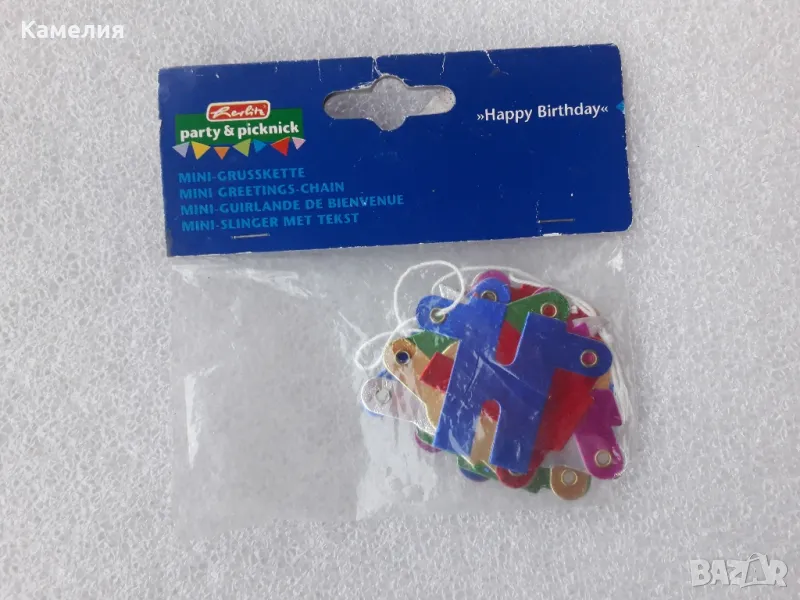 Камелия
Herlitz
party & picknick
»Happy Birthday«
MINI-GRUSSKETTE
MINI GREETINGS-CHAIN
MINI-GUIRLANDE DE BIENVENUE
MINI-SLINGER MET TEKST
H
BAZAR